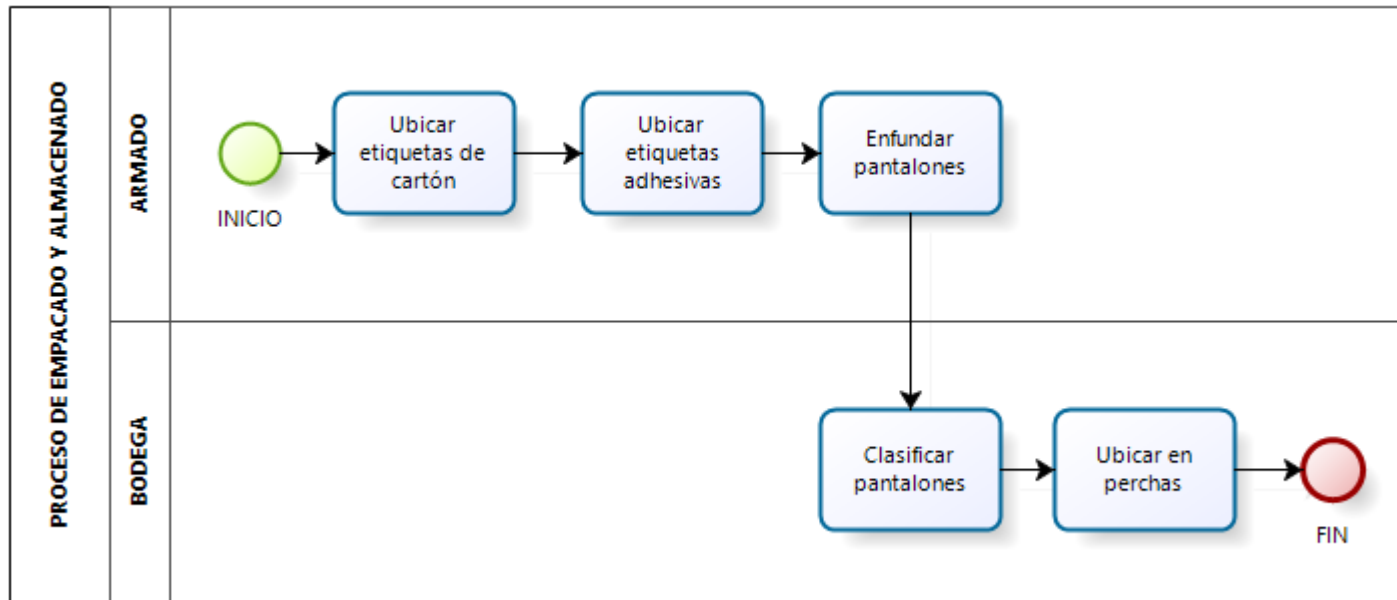 PROCESO DE EMPACADO Y ALMACENADO
ARMADO
INICIO
Ubicar
etiquetas de
cartón
Ubicar
etiquetas
adhesivas
Enfundar
pantalones
BODEGA
Clasificar
pantalones
Ubicar en
perchas
FIN